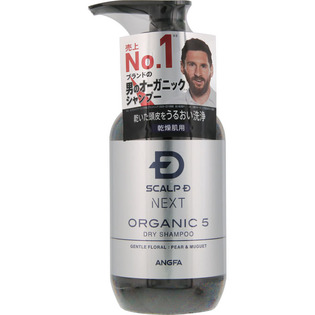 売上
No.1
ブランドの
男のオーガニック
シャンプー
乾いた頭皮をうるおい洗浄
乾燥肌用
D
SCALP-D
NEXT
ORGANIC 5
DRY SHAMPOO
GENTLE FLORAL : PEAR & MUGUET
ANGFA